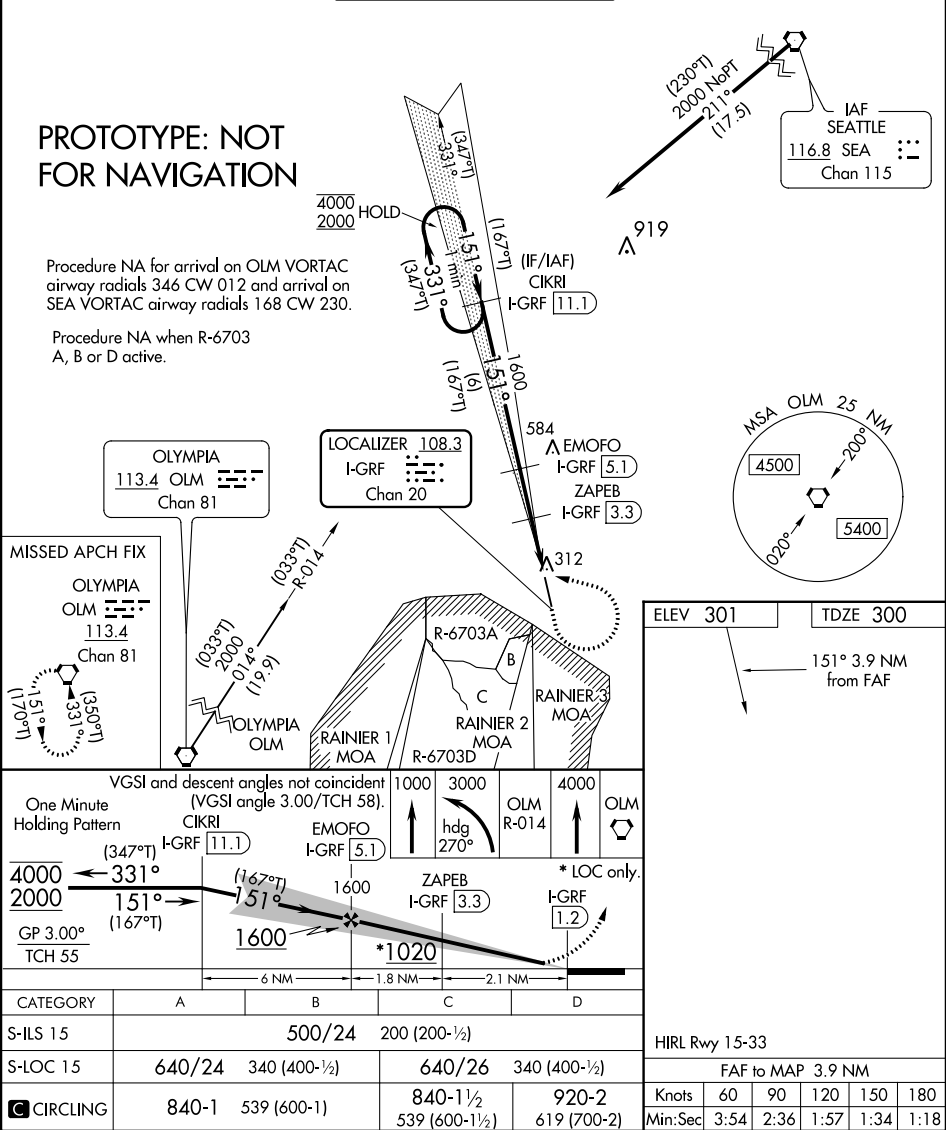 PROTOTYPE: NOT
FOR NAVIGATION
Procedure NA for arrival on OLM VORTAC
airway radials 346 CW 012 and arrival on
SEA VORTAC airway radials 168 CW 230.
Procedure NA when R-6703
A, B or D active.
(230°T)
2000 NoPT
211°
(17.5)
IAF
SEATTLE
116.8 SEA
Chan 115
919
(347°T)
331°
4000
2000
HOLD
151°
1 min
331°
(347°T)
(167°T)
(IF/IAF)
CIKRI
I-GRF 11.1
1600
151°
(6)
(167°T)
584
EMOFO
I-GRF 5.1
ZAPEB
I-GRF 3.3
312
LOCALIZER 108.3
I-GRF
Chan 20
OLYMPIA
113.4 OLM
Chan 81
(033°T)
R-014
(033°T)
2000
014°
(19.9)
OLYMPIA
OLM
MSA OLM 25 NM
4500
200°
5400
020°
MISSED APCH FIX
OLYMPIA
OLM
113.4
Chan 81
151°
(170°T)
331°
(350°T)
R-6703A
B
C
R-6703D
RAINIER 1
MOA
RAINIER 2
MOA
RAINIER 3
MOA
ELEV 301
TDZE 300
151° 3.9 NM
from FAF
HIRL Rwy 15-33
VGSI and descent angles not coincident
(VGSI angle 3.00/TCH 58).
One Minute
Holding Pattern
CIKRI
I-GRF 11.1
EMOFO
I-GRF 5.1
1000
3000
hdg
270°
OLM
R-014
4000
OLM
4000
2000
(347°T)
331°
151°
(167°T)
(167°T)
151°
1600
1600
ZAPEB
I-GRF 3.3
* LOC only.
I-GRF
1.2
*1020
GP 3.00°
TCH 55
6 NM
1.8 NM
2.1 NM
CATEGORY A B C D
S-ILS 15 500/24 200 (200-½)
S-LOC 15 640/24 340 (400-½) 640/26 340 (400-½)
C CIRCLING 840-1 539 (600-1) 840-1½ 539 (600-1½) 920-2 619 (700-2)
FAF to MAP 3.9 NM
Knots 60 90 120 150 180
Min:Sec 3:54 2:36 1:57 1:34 1:18